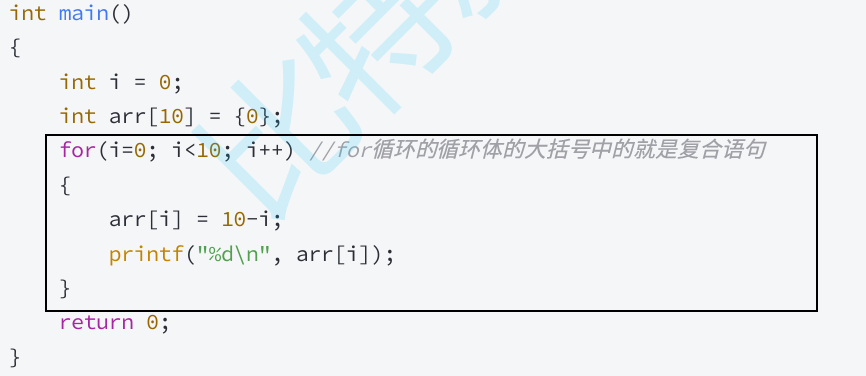 int main()
{
    int i = 0;
    int arr[10] = {0};
    for(i=0; i<10; i++) //for循环的循环体的大括号中的就是复合语句
    {
        arr[i] = 10-i;
        printf("%d\n", arr[i]);
    }
    return 0;
}
比特